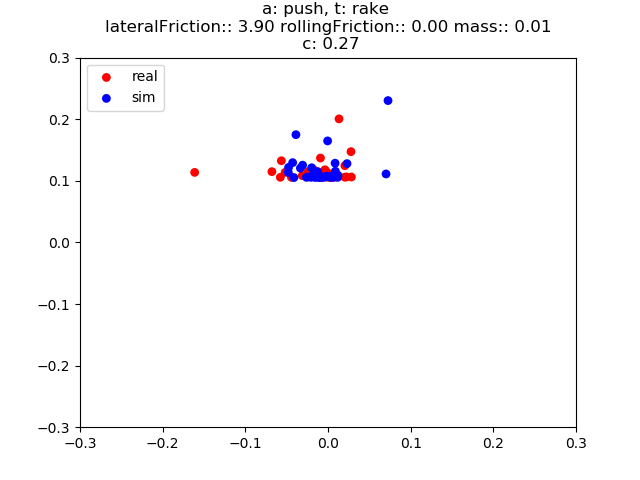 a: push, t: rake
lateralFriction:: 3.90 rollingFriction:: 0.00 mass:: 0.01
c: 0.27
real
sim
0.3
0.2
0.1
0.0
−0.1
−0.2
−0.3
−0.3
−0.2
−0.1
0.0
0.1
0.2
0.3